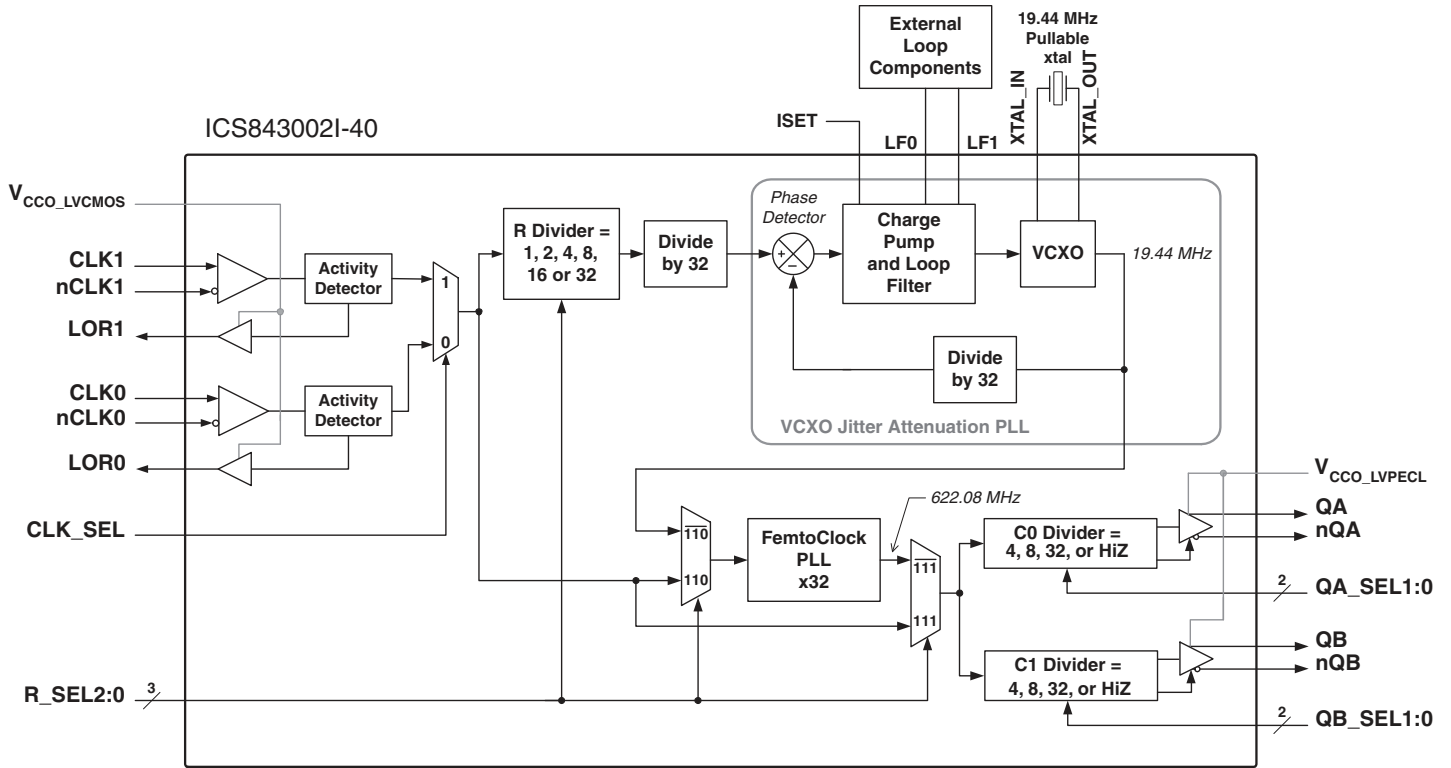 External
Loop
Components
19.44 MHz
Pullable
xtal
XTAL_IN
XTAL_OUT
ISET
LF0
LF1
ICS843002I-40
VCCO_LVCMOS
CLK1
nCLK1
LOR1
CLK0
nCLK0
LOR0
CLK_SEL
R_SEL2:0
3
Activity
Detector
Activity
Detector
1
0
R Divider =
1, 2, 4, 8,
16 or 32
Divide
by 32
Phase
Detector
+
−
Charge
Pump
and Loop
Filter
VCXO
19.44 MHz
Divide
by 32
VCXO Jitter Attenuation PLL
110
110
FemtoClock
PLL
x32
622.08 MHz
111
111
C0 Divider =
4, 8, 32, or HiZ
C1 Divider =
4, 8, 32, or HiZ
VCCO_LVPECL
QA
nQA
2
QA_SEL1:0
QB
nQB
2
QB_SEL1:0